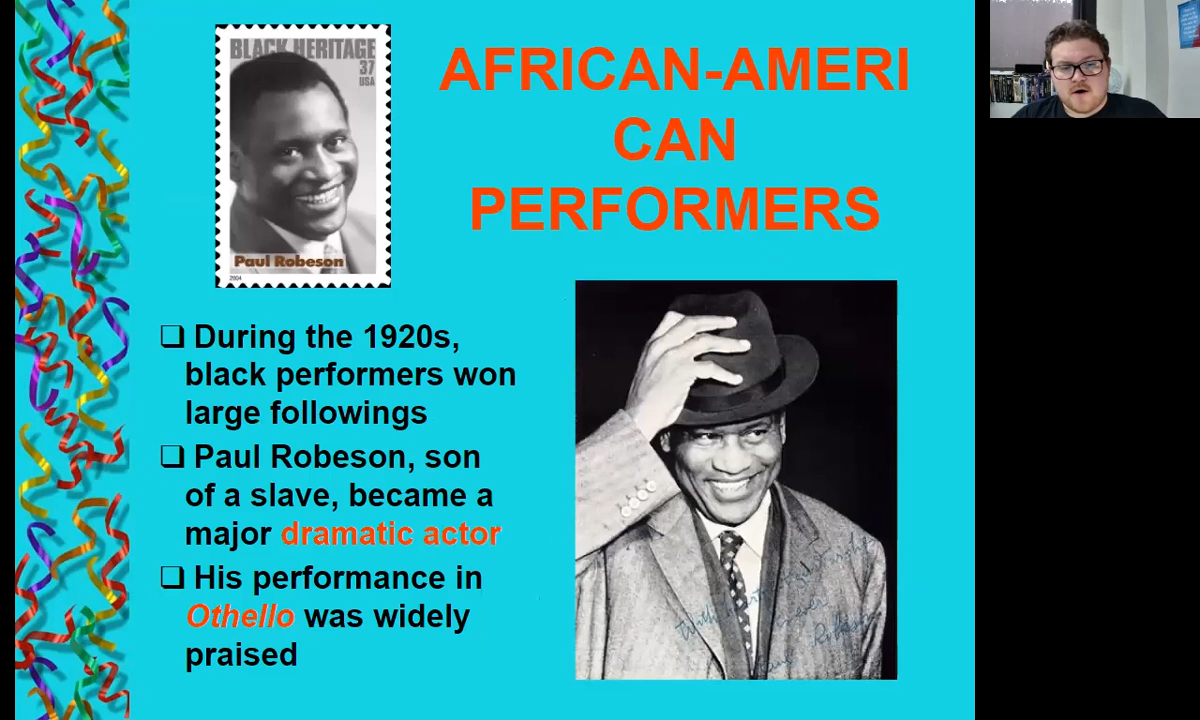 BLACK HERITAGE
37
USA
Paul Robeson
2004
AFRICAN-AMERI
CAN
PERFORMERS
❑ During the 1920s,
black performers won
large followings
❑ Paul Robeson, son
of a slave, became a
major dramatic actor
❑ His performance in
Othello was widely
praised